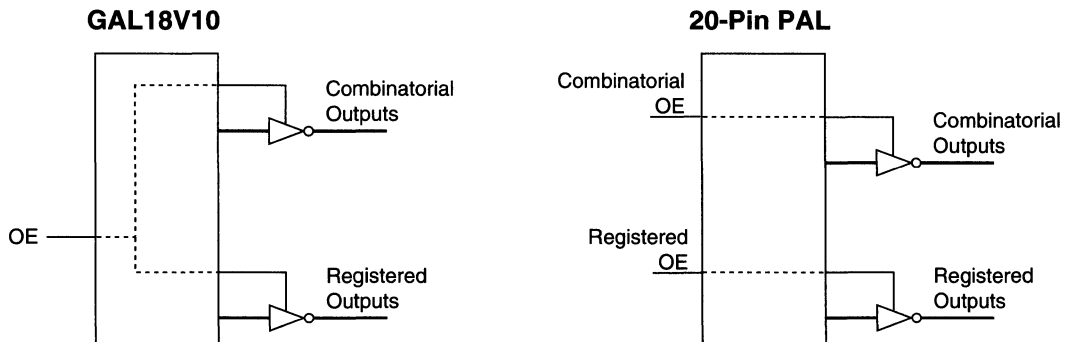 GAL18V10
Combinatorial
Outputs
OE
Registered
Outputs
20-Pin PAL
Combinatorial
OE
Combinatorial
Outputs
Registered
OE
Registered
Outputs